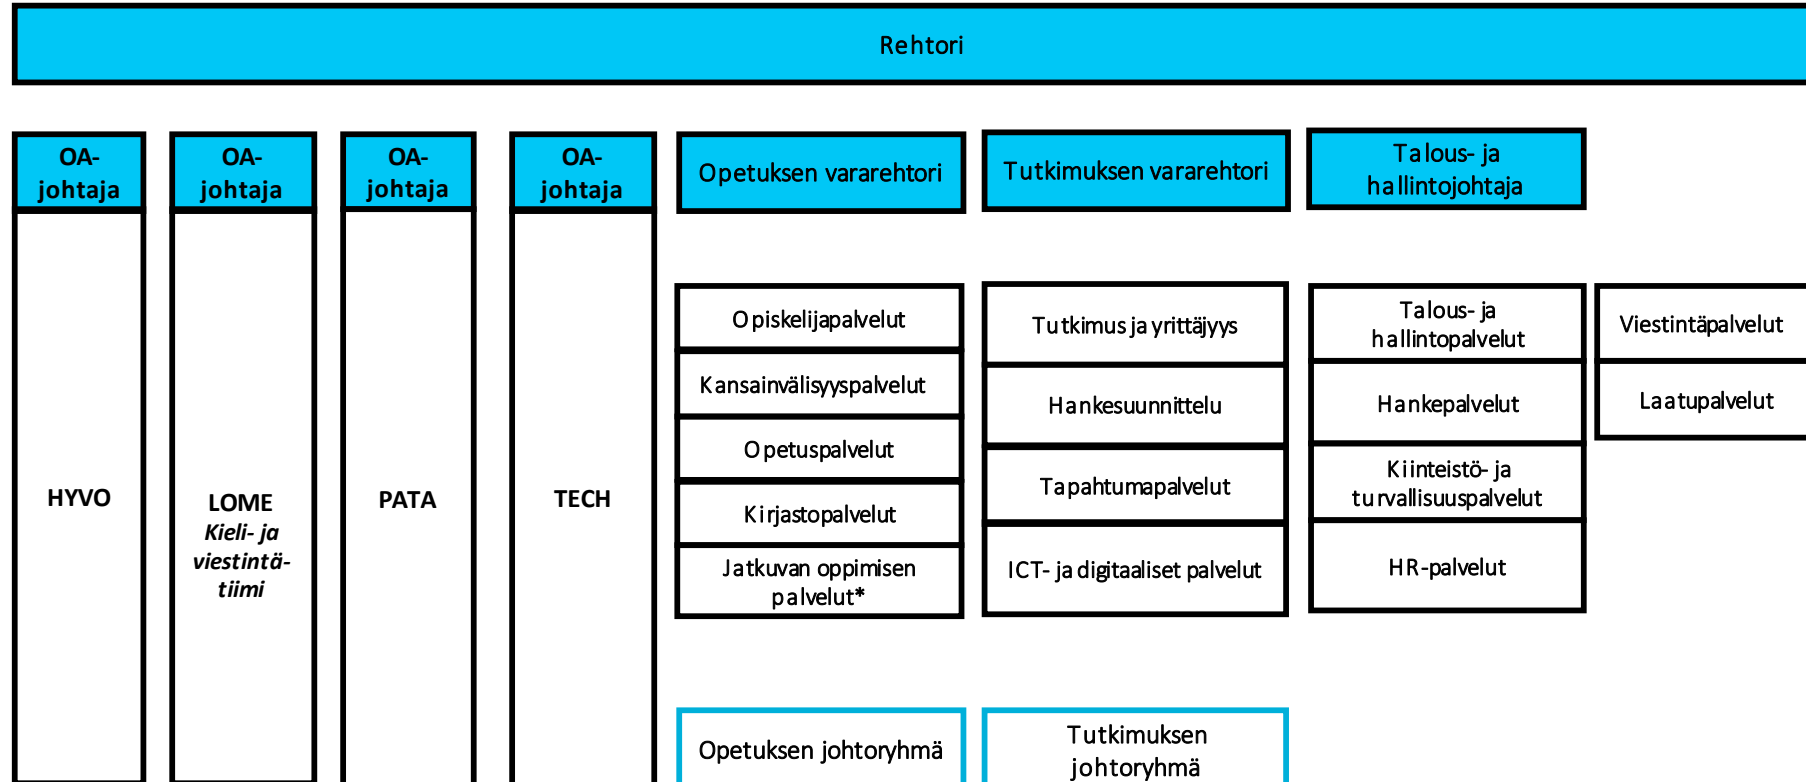 Rehtori
OA-
johtaja
HYVO
OA-
johtaja
LOME
Kieli- ja
viestintä-
tiimi
OA-
johtaja
PATA
OA-
johtaja
TECH
Opetuksen vararehtori
Opiskelijapalvelut
Kansainvälisyyspalvelut
Opetuspalvelut
Kirjastopalvelut
Jatkuvan oppimisen
palvelut*
Opetuksen johtoryhmä
Tutkimuksen vararehtori
Tutkimus ja yrittäjyys
Hankesuunnittelu
Tapahtumapalvelut
ICT- ja digitaaliset palvelut
Tutkimuksen
johtoryhmä
Talous- ja
hallintojohtaja
Talous- ja
hallintopalvelut
Hankepalvelut
Kiinteistö- ja
turvallisuuspalvelut
HR-palvelut
Viestintäpalvelut
Laatupalvelut